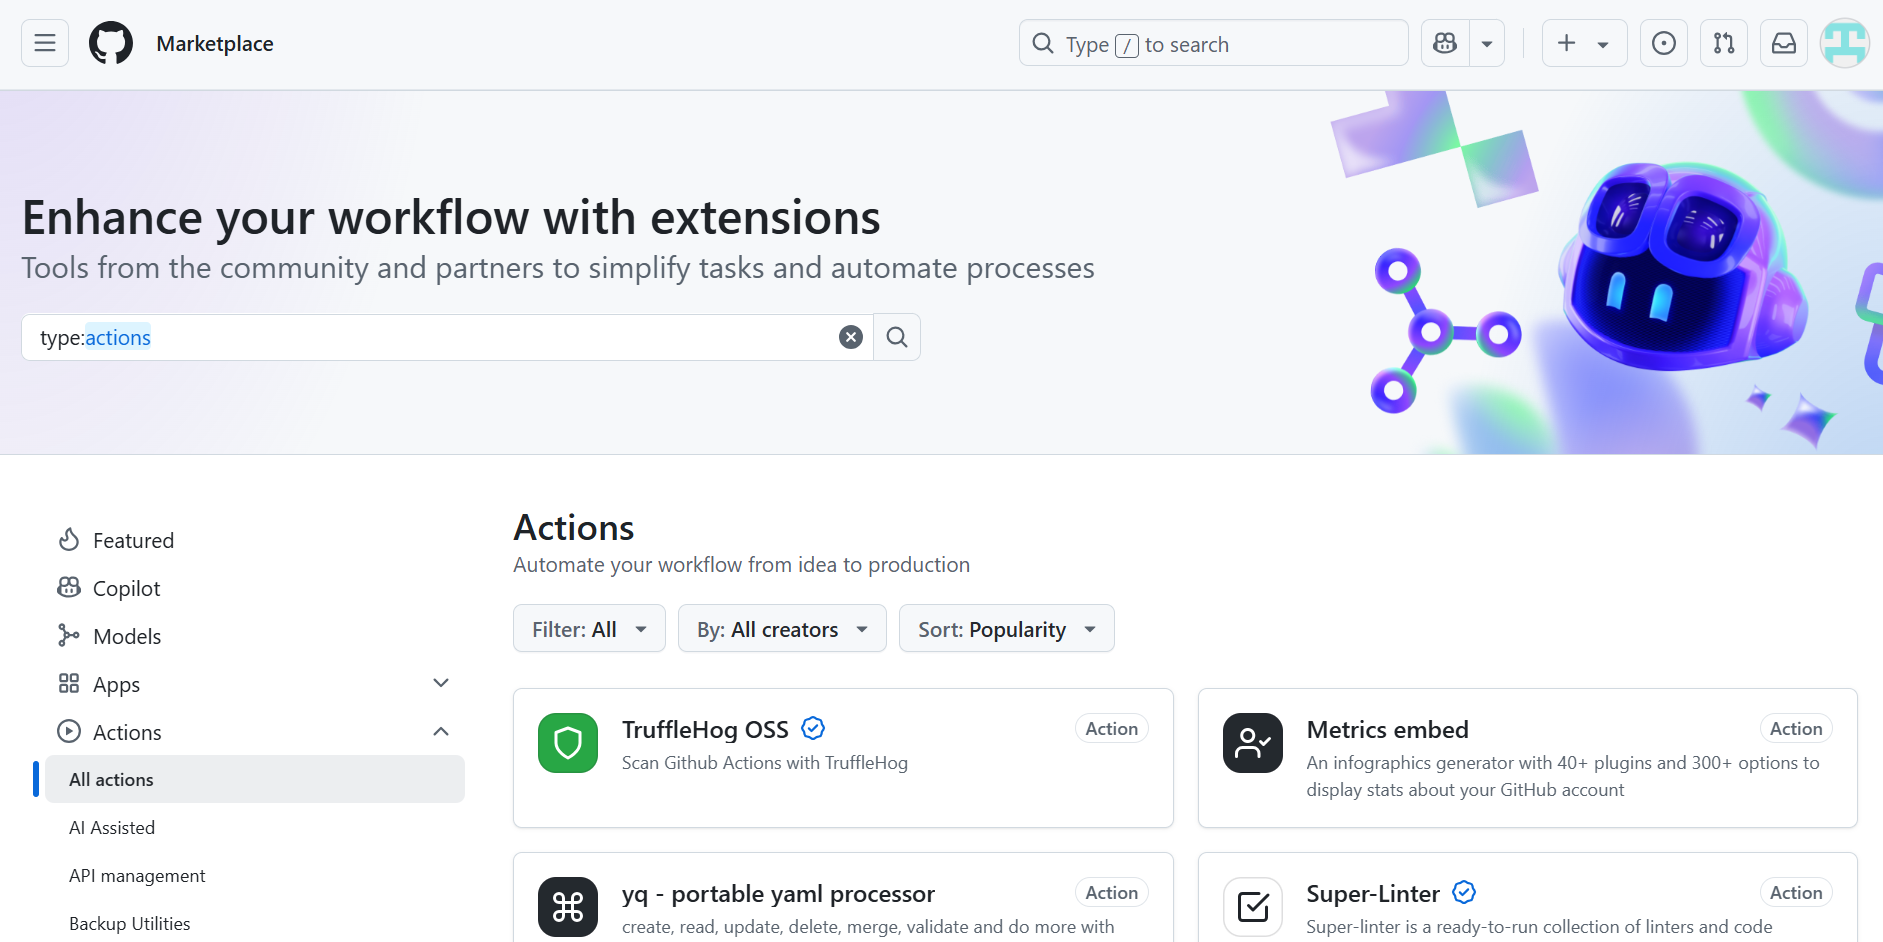 Marketplace
Type / to search
Enhance your workflow with extensions
Tools from the community and partners to simplify tasks and automate processes
type:actions
Featured
Copilot
Models
Apps
Actions
All actions
AI Assisted
API management
Backup Utilities
Actions
Automate your workflow from idea to production
Filter: All
By: All creators
Sort: Popularity
TruffleHog OSS
Action
Scan Github Actions with TruffleHog
Metrics embed
Action
An infographics generator with 40+ plugins and 300+ options to
display stats about your GitHub account
yq - portable yaml processor
Action
create, read, update, delete, merge, validate and do more with
Super-Linter
Action
Super-linter is a ready-to-run collection of linters and code